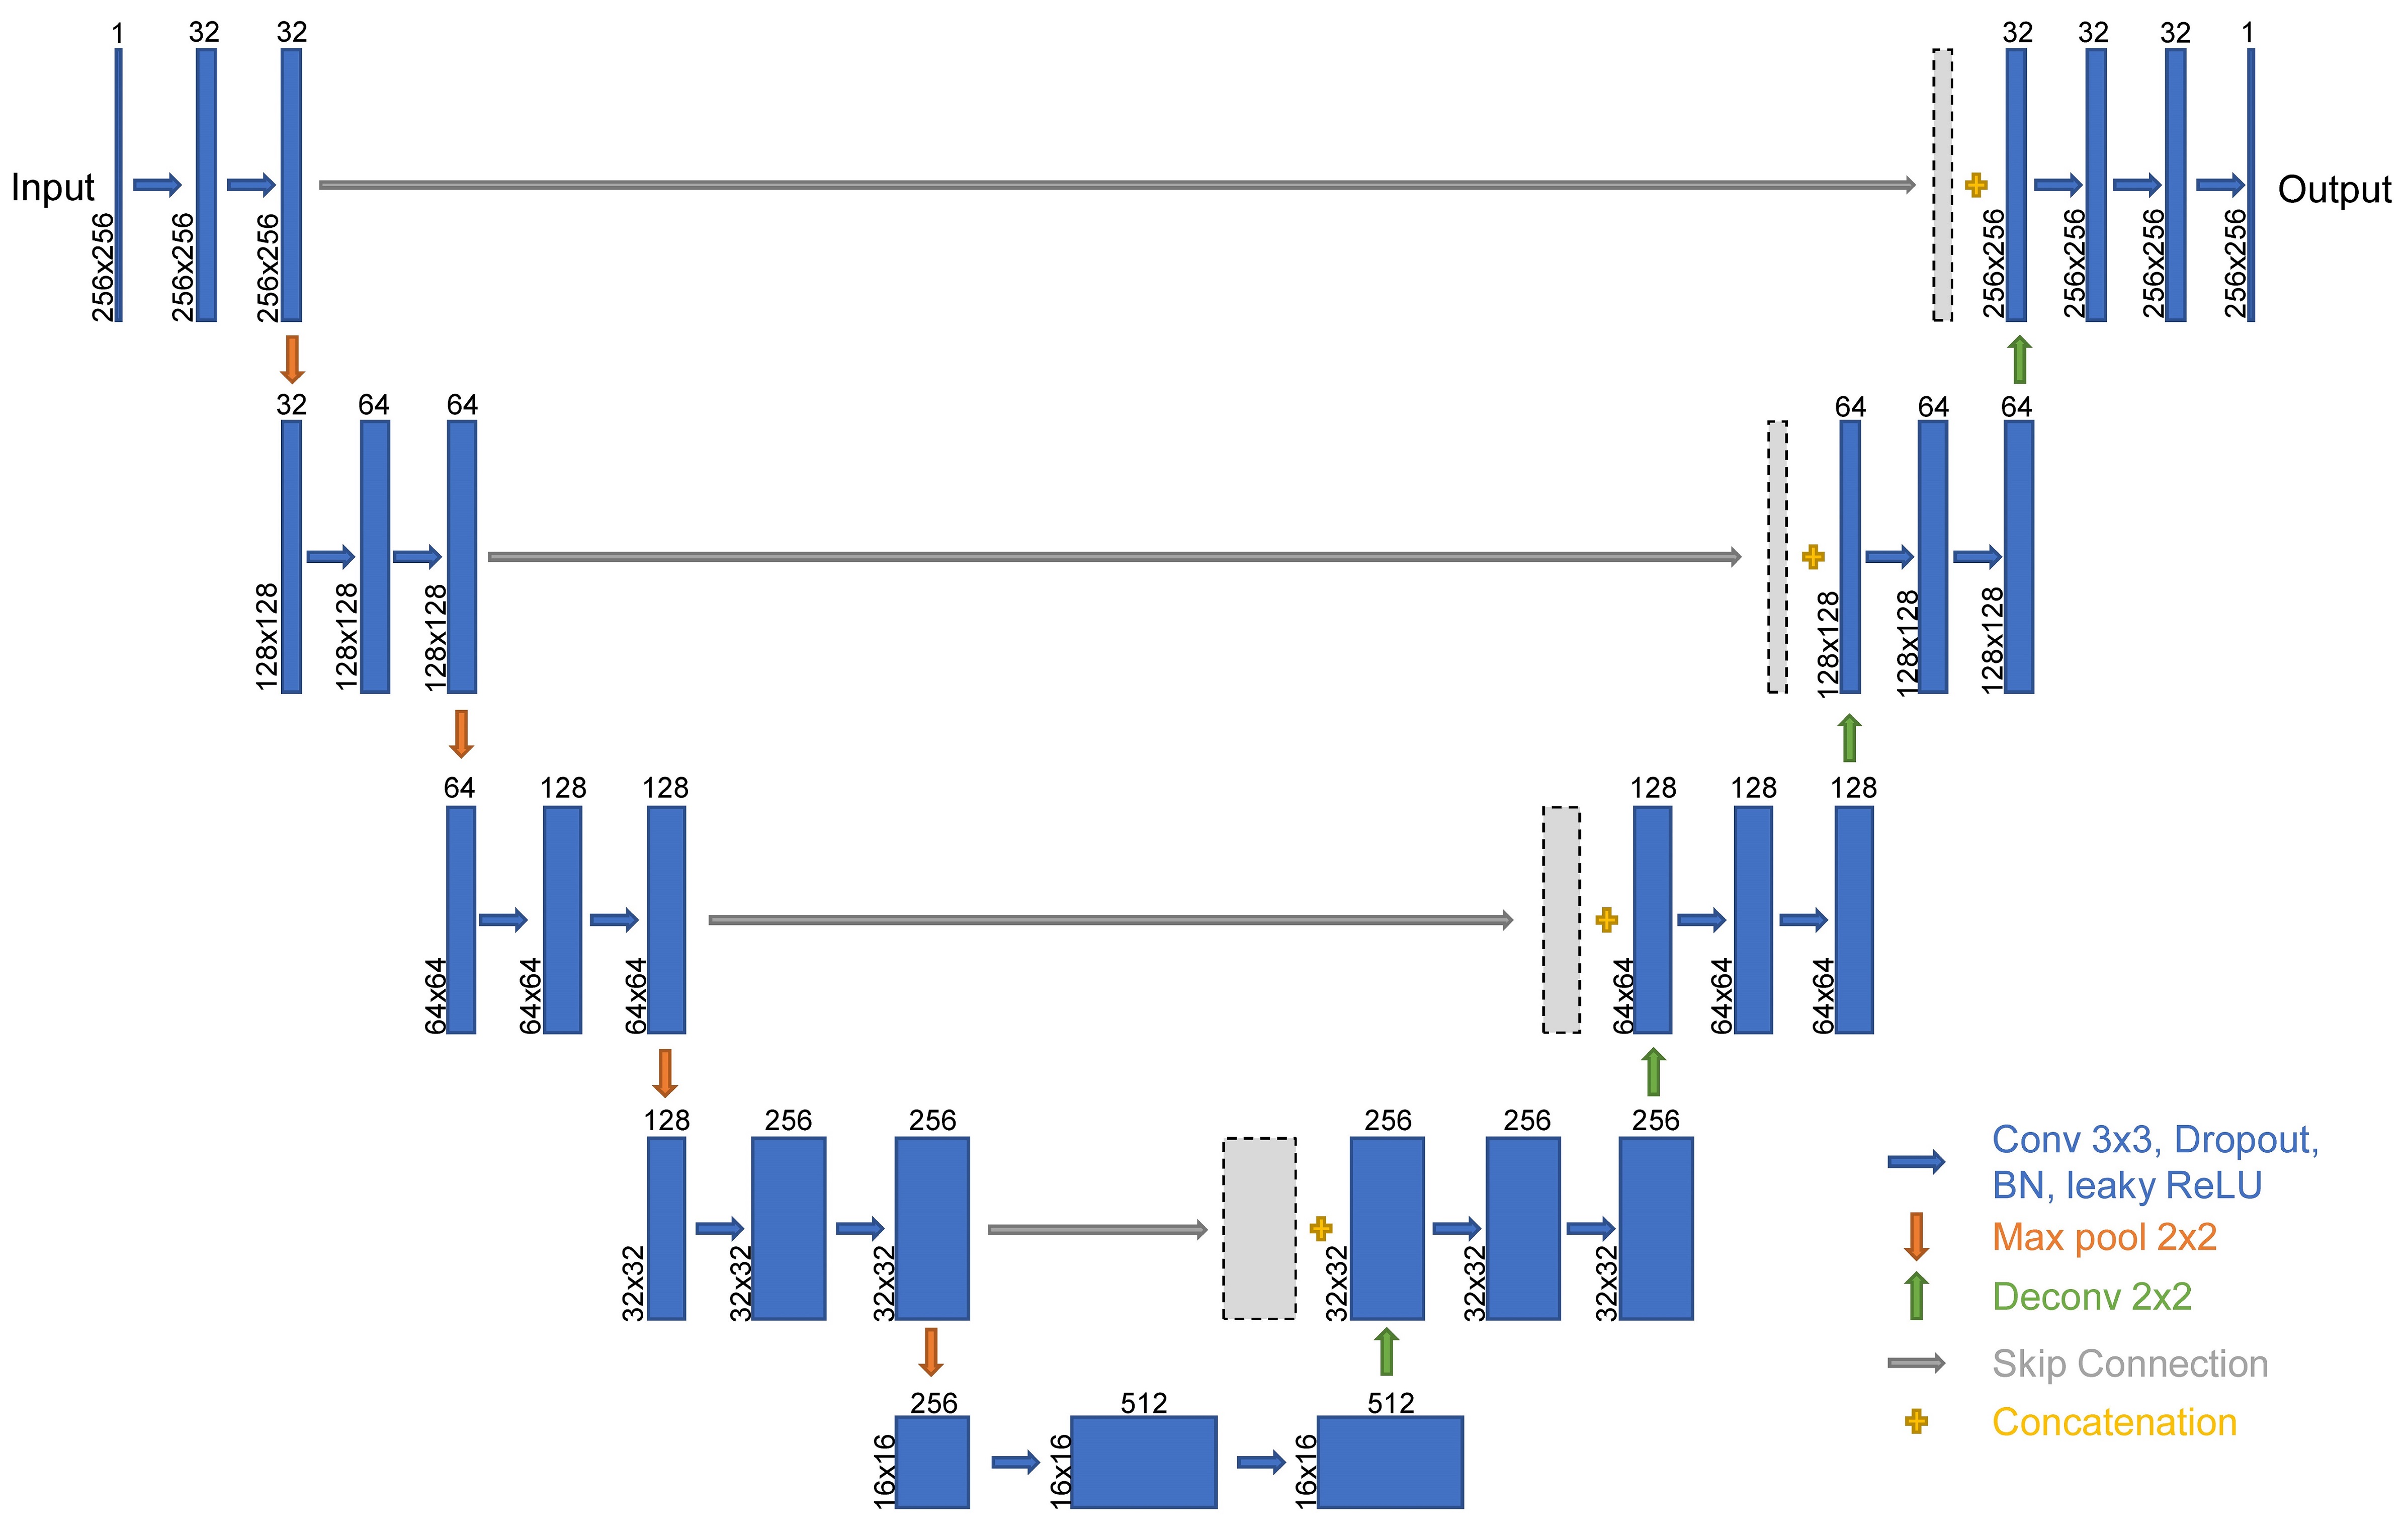 1
32
32
32
32
32
1
Input
256x256
256x256
256x256
256x256
256x256
256x256
256x256
Output
32
64
64
64
64
64
128x128
128x128
128x128
128x128
128x128
128x128
64
128
128
128
128
128
64x64
64x64
64x64
64x64
64x64
64x64
128
256
256
256
256
256
32x32
32x32
32x32
32x32
32x32
32x32
256
512
512
16x16
16x16
16x16
Conv 3x3, Dropout,
BN, leaky ReLU
Max pool 2x2
Deconv 2x2
Skip Connection
Concatenation